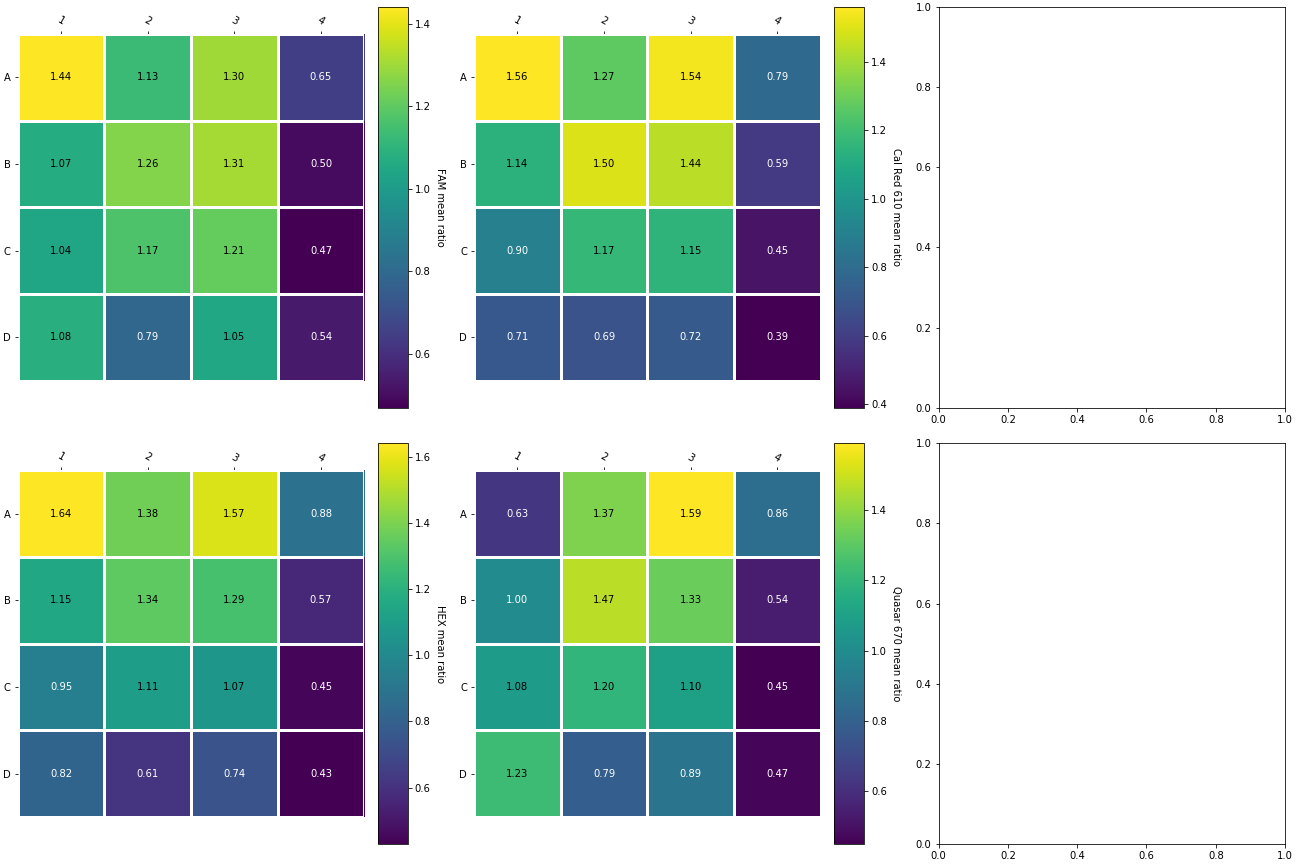 1 2 3 4
A 1.44 1.13 1.30 0.65
B 1.07 1.26 1.31 0.50
C 1.04 1.17 1.21 0.47
D 1.08 0.79 1.05 0.54
1.4
1.2
1.0
0.8
0.6
FAM mean ratio
1 2 3 4
A 1.56 1.27 1.54 0.79
B 1.14 1.50 1.44 0.59
C 0.90 1.17 1.15 0.45
D 0.71 0.69 0.72 0.39
1.4
1.2
1.0
0.8
0.6
0.4
Cal Red 610 mean ratio
1.0
0.8
0.6
0.4
0.2
0.0
0.0 0.2 0.4 0.6 0.8 1.0
1 2 3 4
A 1.64 1.38 1.57 0.88
B 1.15 1.34 1.29 0.57
C 0.95 1.11 1.07 0.45
D 0.82 0.61 0.74 0.43
1.6
1.4
1.2
1.0
0.8
0.6
HEX mean ratio
1 2 3 4
A 0.63 1.37 1.59 0.86
B 1.00 1.47 1.33 0.54
C 1.08 1.20 1.10 0.45
D 1.23 0.79 0.89 0.47
1.4
1.2
1.0
0.8
0.6
Quasar 670 mean ratio
1.0
0.8
0.6
0.4
0.2
0.0
0.0 0.2 0.4 0.6 0.8 1.0